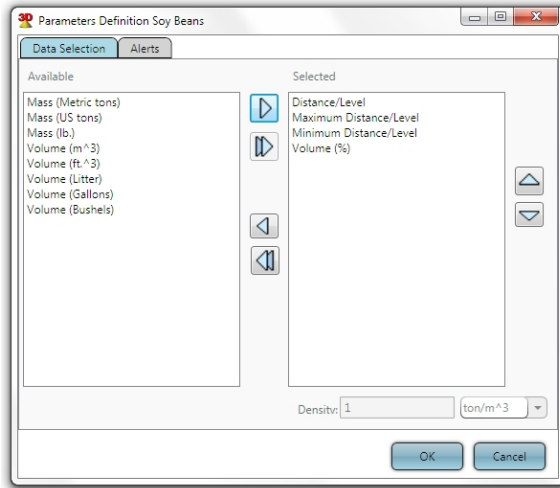 3D Parameters Definition Soy Beans
Data Selection
Alerts
Available
Mass (Metric tons)
Mass (US tons)
Mass (lb.)
Volume (m^3)
Volume (ft.^3)
Volume (Litter)
Volume (Gallons)
Volume (Bushels)
Selected
Distance/Level
Maximum Distance/Level
Minimum Distance/Level
Volume (%)
Density: 1 ton/m^3
OK
Cancel